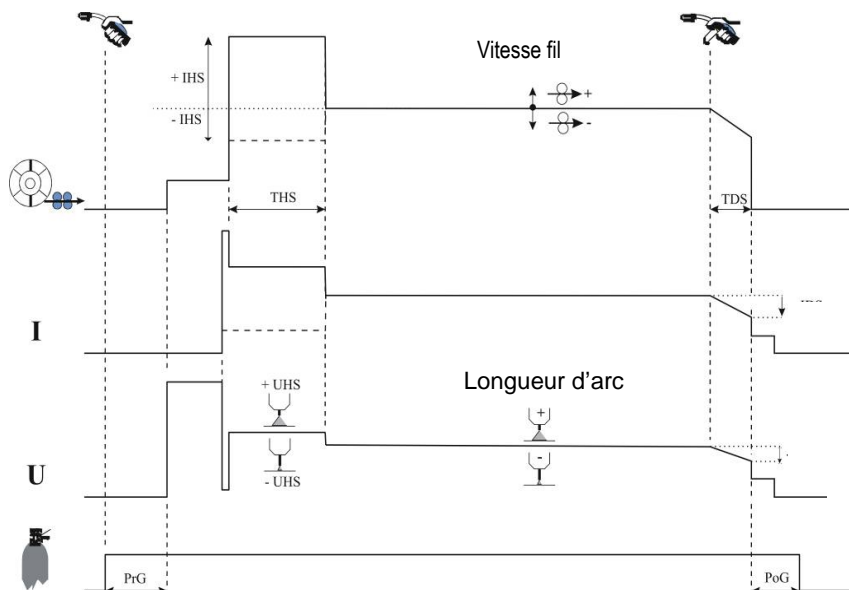 Vitesse fil
+ IHS
- IHS
+
-
THS
TDS
I
+ UHS
Longueur d’arc
+
-
- UHS
U
PrG
PoG